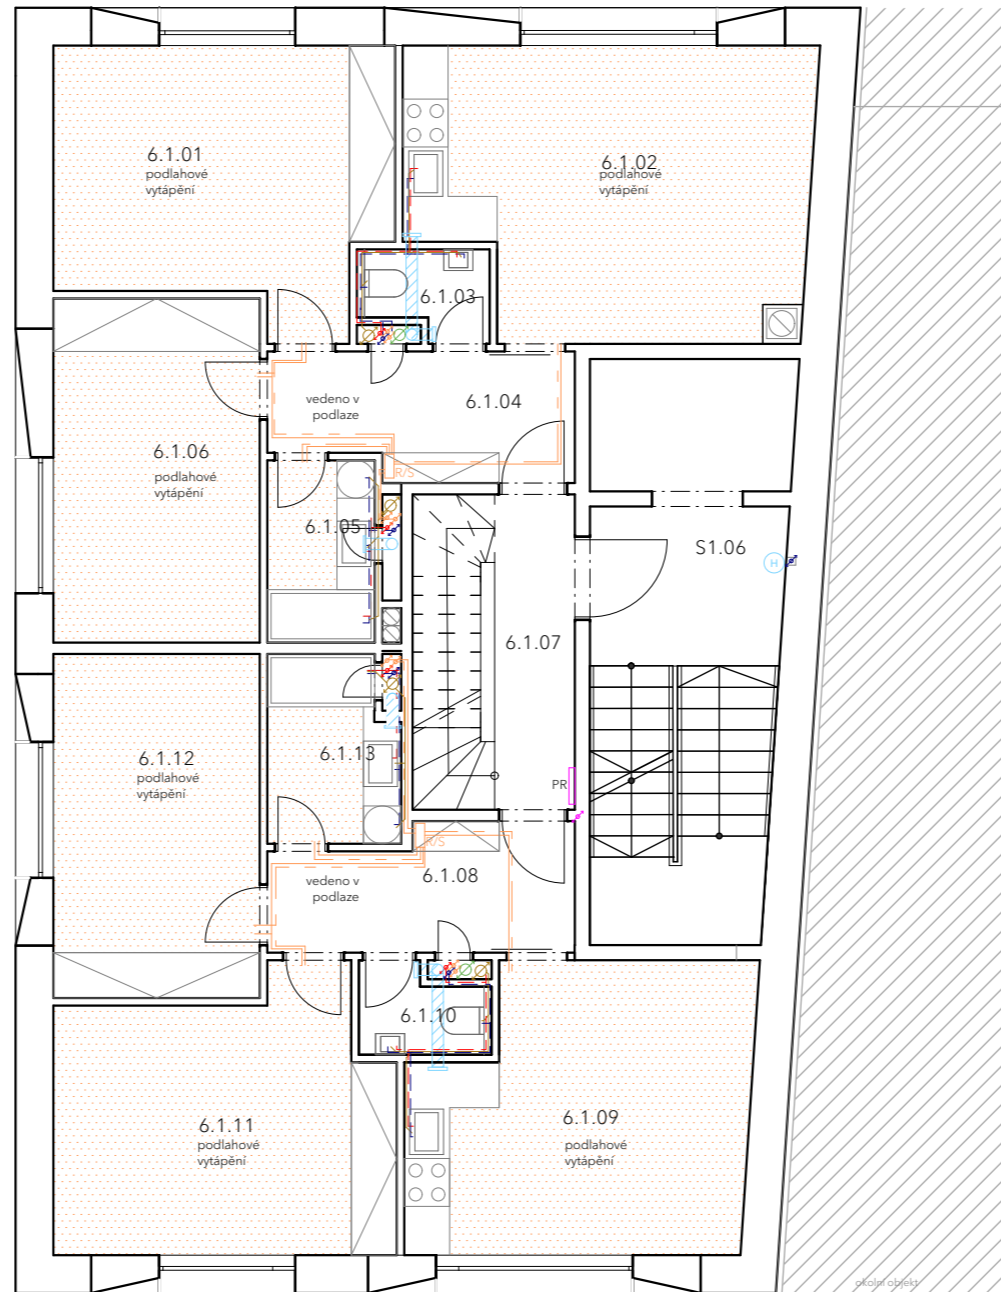 6.1.01
podlahové
vytápění
6.1.02
podlahové
vytápění
6.1.03
vedeno v
podlaze
6.1.04
6.1.06
podlahové
vytápění
R/S
6.1.05
S1.06
H
6.1.07
6.1.12
podlahové
vytápění
6.1.13
PR
R/S
vedeno v
podlaze
6.1.08
6.1.10
6.1.11
podlahové
vytápění
6.1.09
podlahové
vytápění
okolní objekt